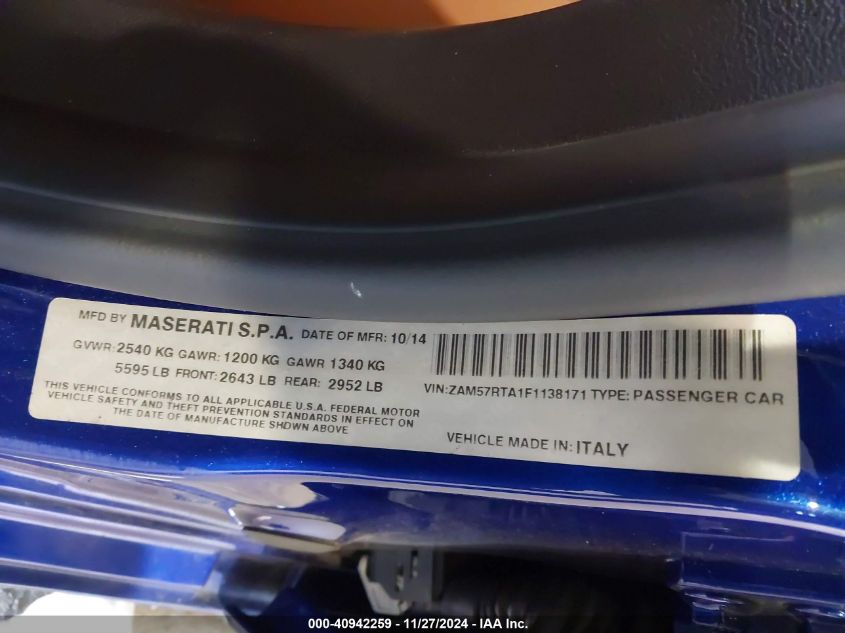 MFD BY MASERATI S.P.A. DATE OF MFR: 10/14
GVWR: 2540 KG GAWR: 1200 KG GAWR 1340 KG
5595 LB FRONT: 2643 LB REAR: 2952 LB
THIS VEHICLE CONFORMS TO ALL APPLICABLE U.S.A. FEDERAL MOTOR
VEHICLE SAFETY AND THEFT PREVENTION STANDARDS IN EFFECT ON
THE DATE OF MANUFACTURE SHOWN ABOVE
VIN:ZAM57RTA1F1138171 TYPE: PASSENGER CAR
VEHICLE MADE IN: ITALY
000-40942259 - 11/27/2024 - IAA Inc.